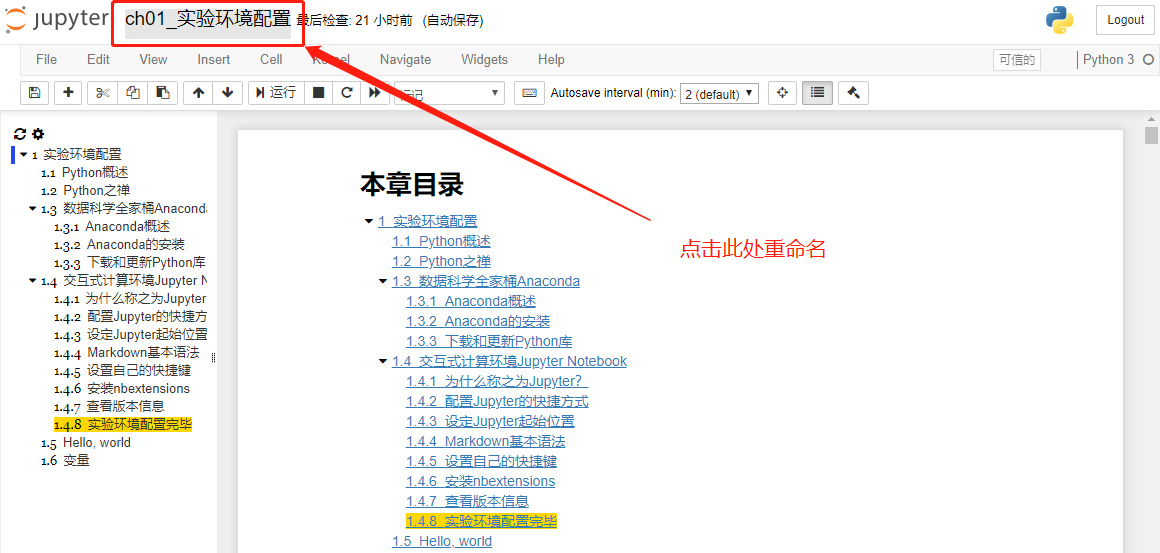 jupyter ch01_实验环境配置 最后检查: 21 小时前 (自动保存) Logout
File Edit View Insert Cell Kernel Navigate Widgets Help 可信的 Python 3
运行 标记 Autosave interval (min): 2 (default)
1 实验环境配置
1.1 Python概述
1.2 Python之禅
1.3 数据科学全家桶Anaconda
1.3.1 Anaconda概述
1.3.2 Anaconda的安装
1.3.3 下载和更新Python库
1.4 交互式计算环境Jupyter N
1.4.1 为什么称之为Jupyter
1.4.2 配置Jupyter的快捷方
1.4.3 设定Jupyter起始位置
1.4.4 Markdown基本语法
1.4.5 设置自己的快捷键
1.4.6 安装nbextensions
1.4.7 查看版本信息
1.4.8 实验环境配置完毕
1.5 Hello, world
1.6 变量
本章目录
1 实验环境配置
1.1 Python概述
1.2 Python之禅
1.3 数据科学全家桶Anaconda
1.3.1 Anaconda概述
1.3.2 Anaconda的安装
1.3.3 下载和更新Python库
1.4 交互式计算环境Jupyter Notebook
1.4.1 为什么称之为Jupyter？
1.4.2 配置Jupyter的快捷方式
1.4.3 设定Jupyter起始位置
1.4.4 Markdown基本语法
1.4.5 设置自己的快捷键
1.4.6 安装nbextensions
1.4.7 查看版本信息
1.4.8 实验环境配置完毕
1.5 Hello, world
点击此处重命名